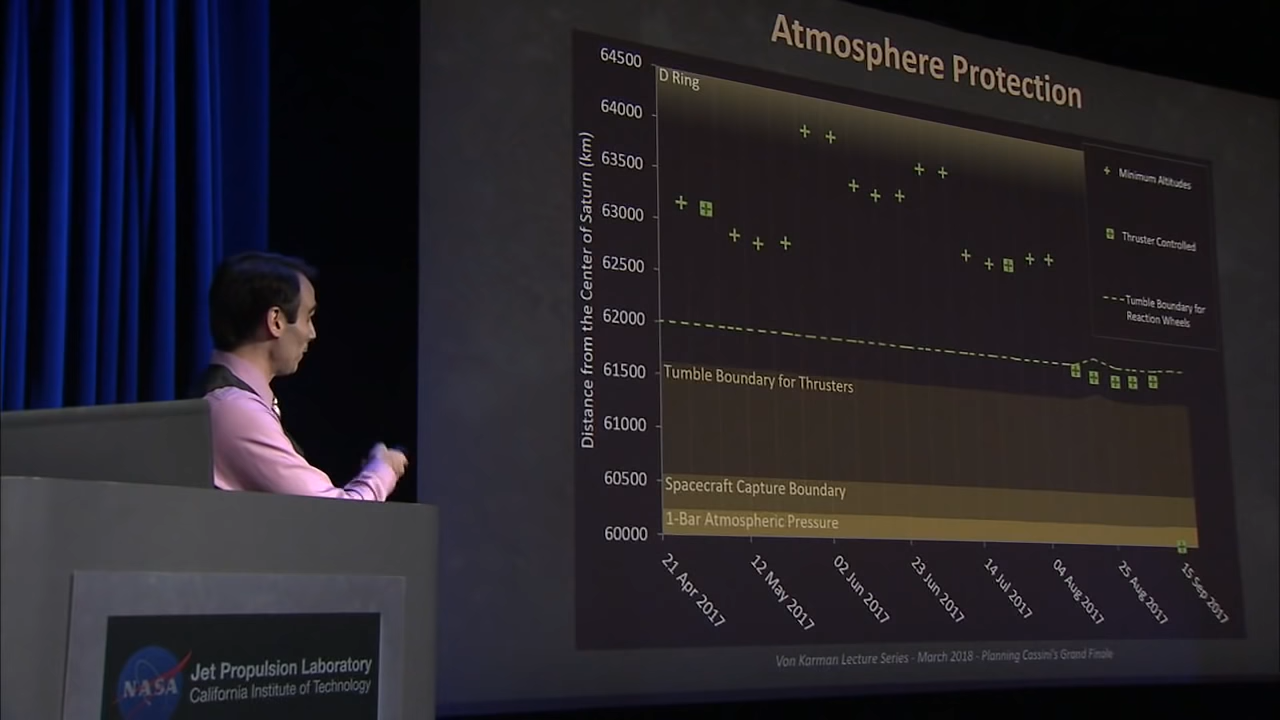 Atmosphere Protection
Distance from the Center of Saturn (km)
64500
64000
63500
63000
62500
62000
61500
61000
60500
60000
D Ring
Tumble Boundary for Thrusters
Spacecraft Capture Boundary
1-Bar Atmospheric Pressure
Minimum Altitudes
Thruster Controlled
Tumble Boundary for
Reaction Wheels
21 Apr 2017
12 May 2017
02 Jun 2017
23 Jun 2017
14 Jul 2017
04 Aug 2017
25 Aug 2017
15 Sep 2017
Von Karman Lecture Series - March 2018 - Planning Cassini's Grand Finale
NASA
Jet Propulsion Laboratory
California Institute of Technology